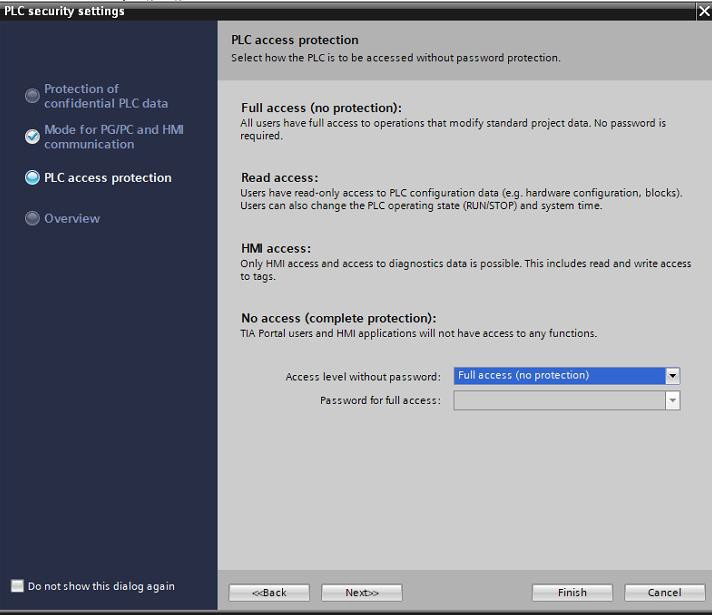 PLC security settings
Protection of
confidential PLC data
Mode for PG/PC and HMI
communication
PLC access protection
Overview
Do not show this dialog again
PLC access protection
Select how the PLC is to be accessed without password protection.
Full access (no protection):
All users have full access to operations that modify standard project data. No password is
required.
Read access:
Users have read-only access to PLC configuration data (e.g. hardware configuration, blocks).
Users can also change the PLC operating state (RUN/STOP) and system time.
HMI access:
Only HMI access and access to diagnostics data is possible. This includes read and write access
to tags.
No access (complete protection):
TIA Portal users and HMI applications will not have access to any functions.
Access level without password: Full access (no protection)
Password for full access:
<<Back Next>> Finish Cancel